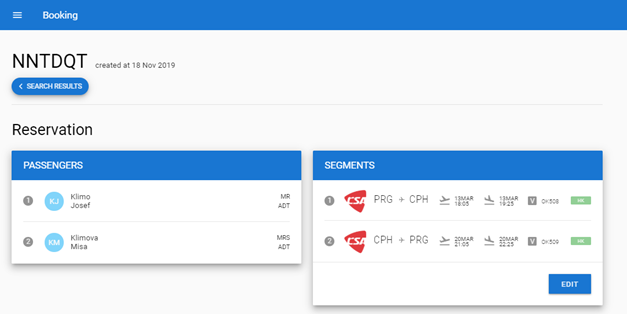 Booking
NNTDQT created at 18 Nov 2019
SEARCH RESULTS
Reservation
PASSENGERS
1 KJ Klimo MR
Josef ADT
2 KM Klimova MRS
Misa ADT
SEGMENTS
1 CSA PRG → CPH 13MAR 13MAR V OK508 HK
18:05 19:25
2 CSA CPH → PRG 20MAR 20MAR V OK509 HK
21:05 22:25
EDIT